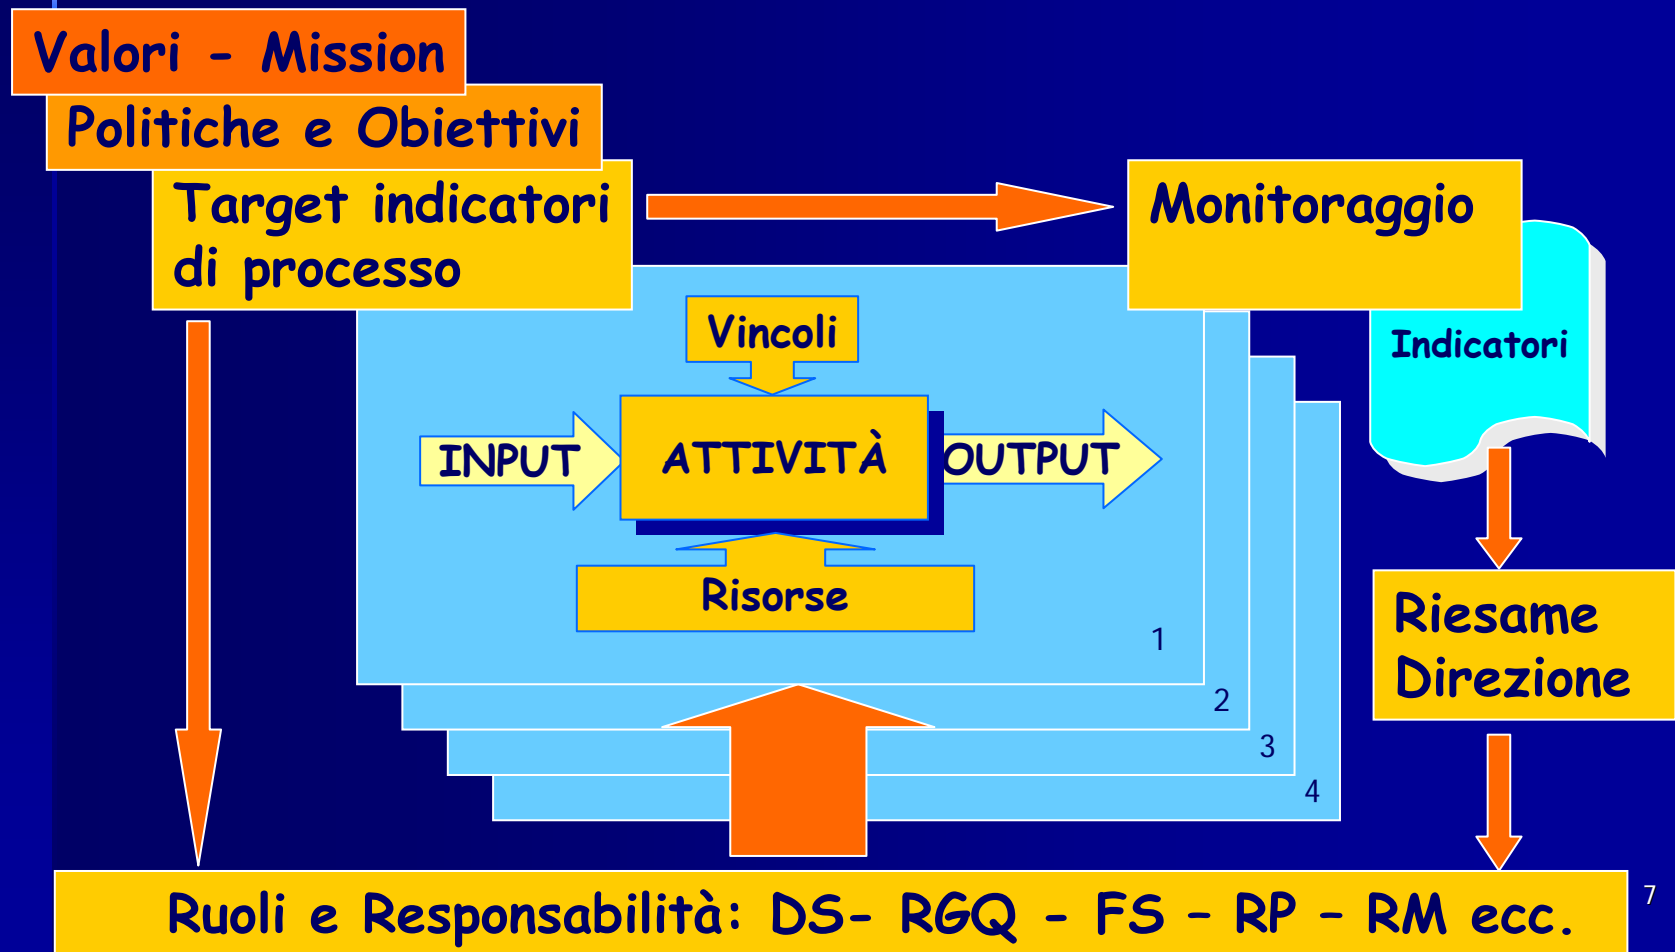 Valori - Mission
Politiche e Obiettivi
Target indicatori
di processo
Monitoraggio
Indicatori
Vincoli
INPUT
ATTIVITÀ
OUTPUT
Risorse
1
2
3
4
Riesame
Direzione
Ruoli e Responsabilità: DS- RGQ - FS – RP – RM ecc.
7